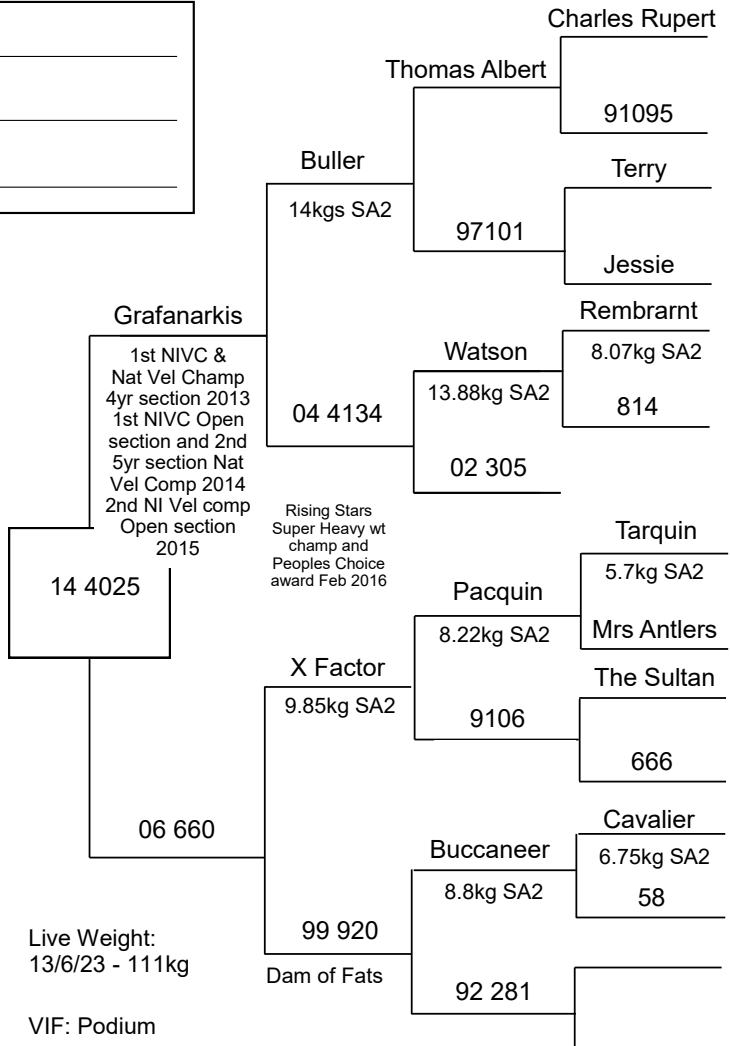 Charles Rupert
Thomas Albert
91095
Buller
14kgs SA2
Terry
97101
Jessie
Grafanarkis
1st NIVC &
Nat Vel Champ
4yr section 2013
1st NIVC Open
section and 2nd
5yr section Nat
Vel Comp 2014
2nd NI Vel comp
Open section
2015
Rembrarnt
Watson
8.07kg SA2
13.88kg SA2
04 4134
814
02 305
Rising Stars
Super Heavy wt
champ and
Peoples Choice
award Feb 2016
14 4025
Tarquin
Pacquin
5.7kg SA2
8.22kg SA2
Mrs Antlers
X Factor
9.85kg SA2
The Sultan
9106
666
06 660
Cavalier
Buccaneer
6.75kg SA2
8.8kg SA2
58
99 920
Dam of Fats
92 281
Live Weight:
13/6/23 - 111kg
VIF: Podium